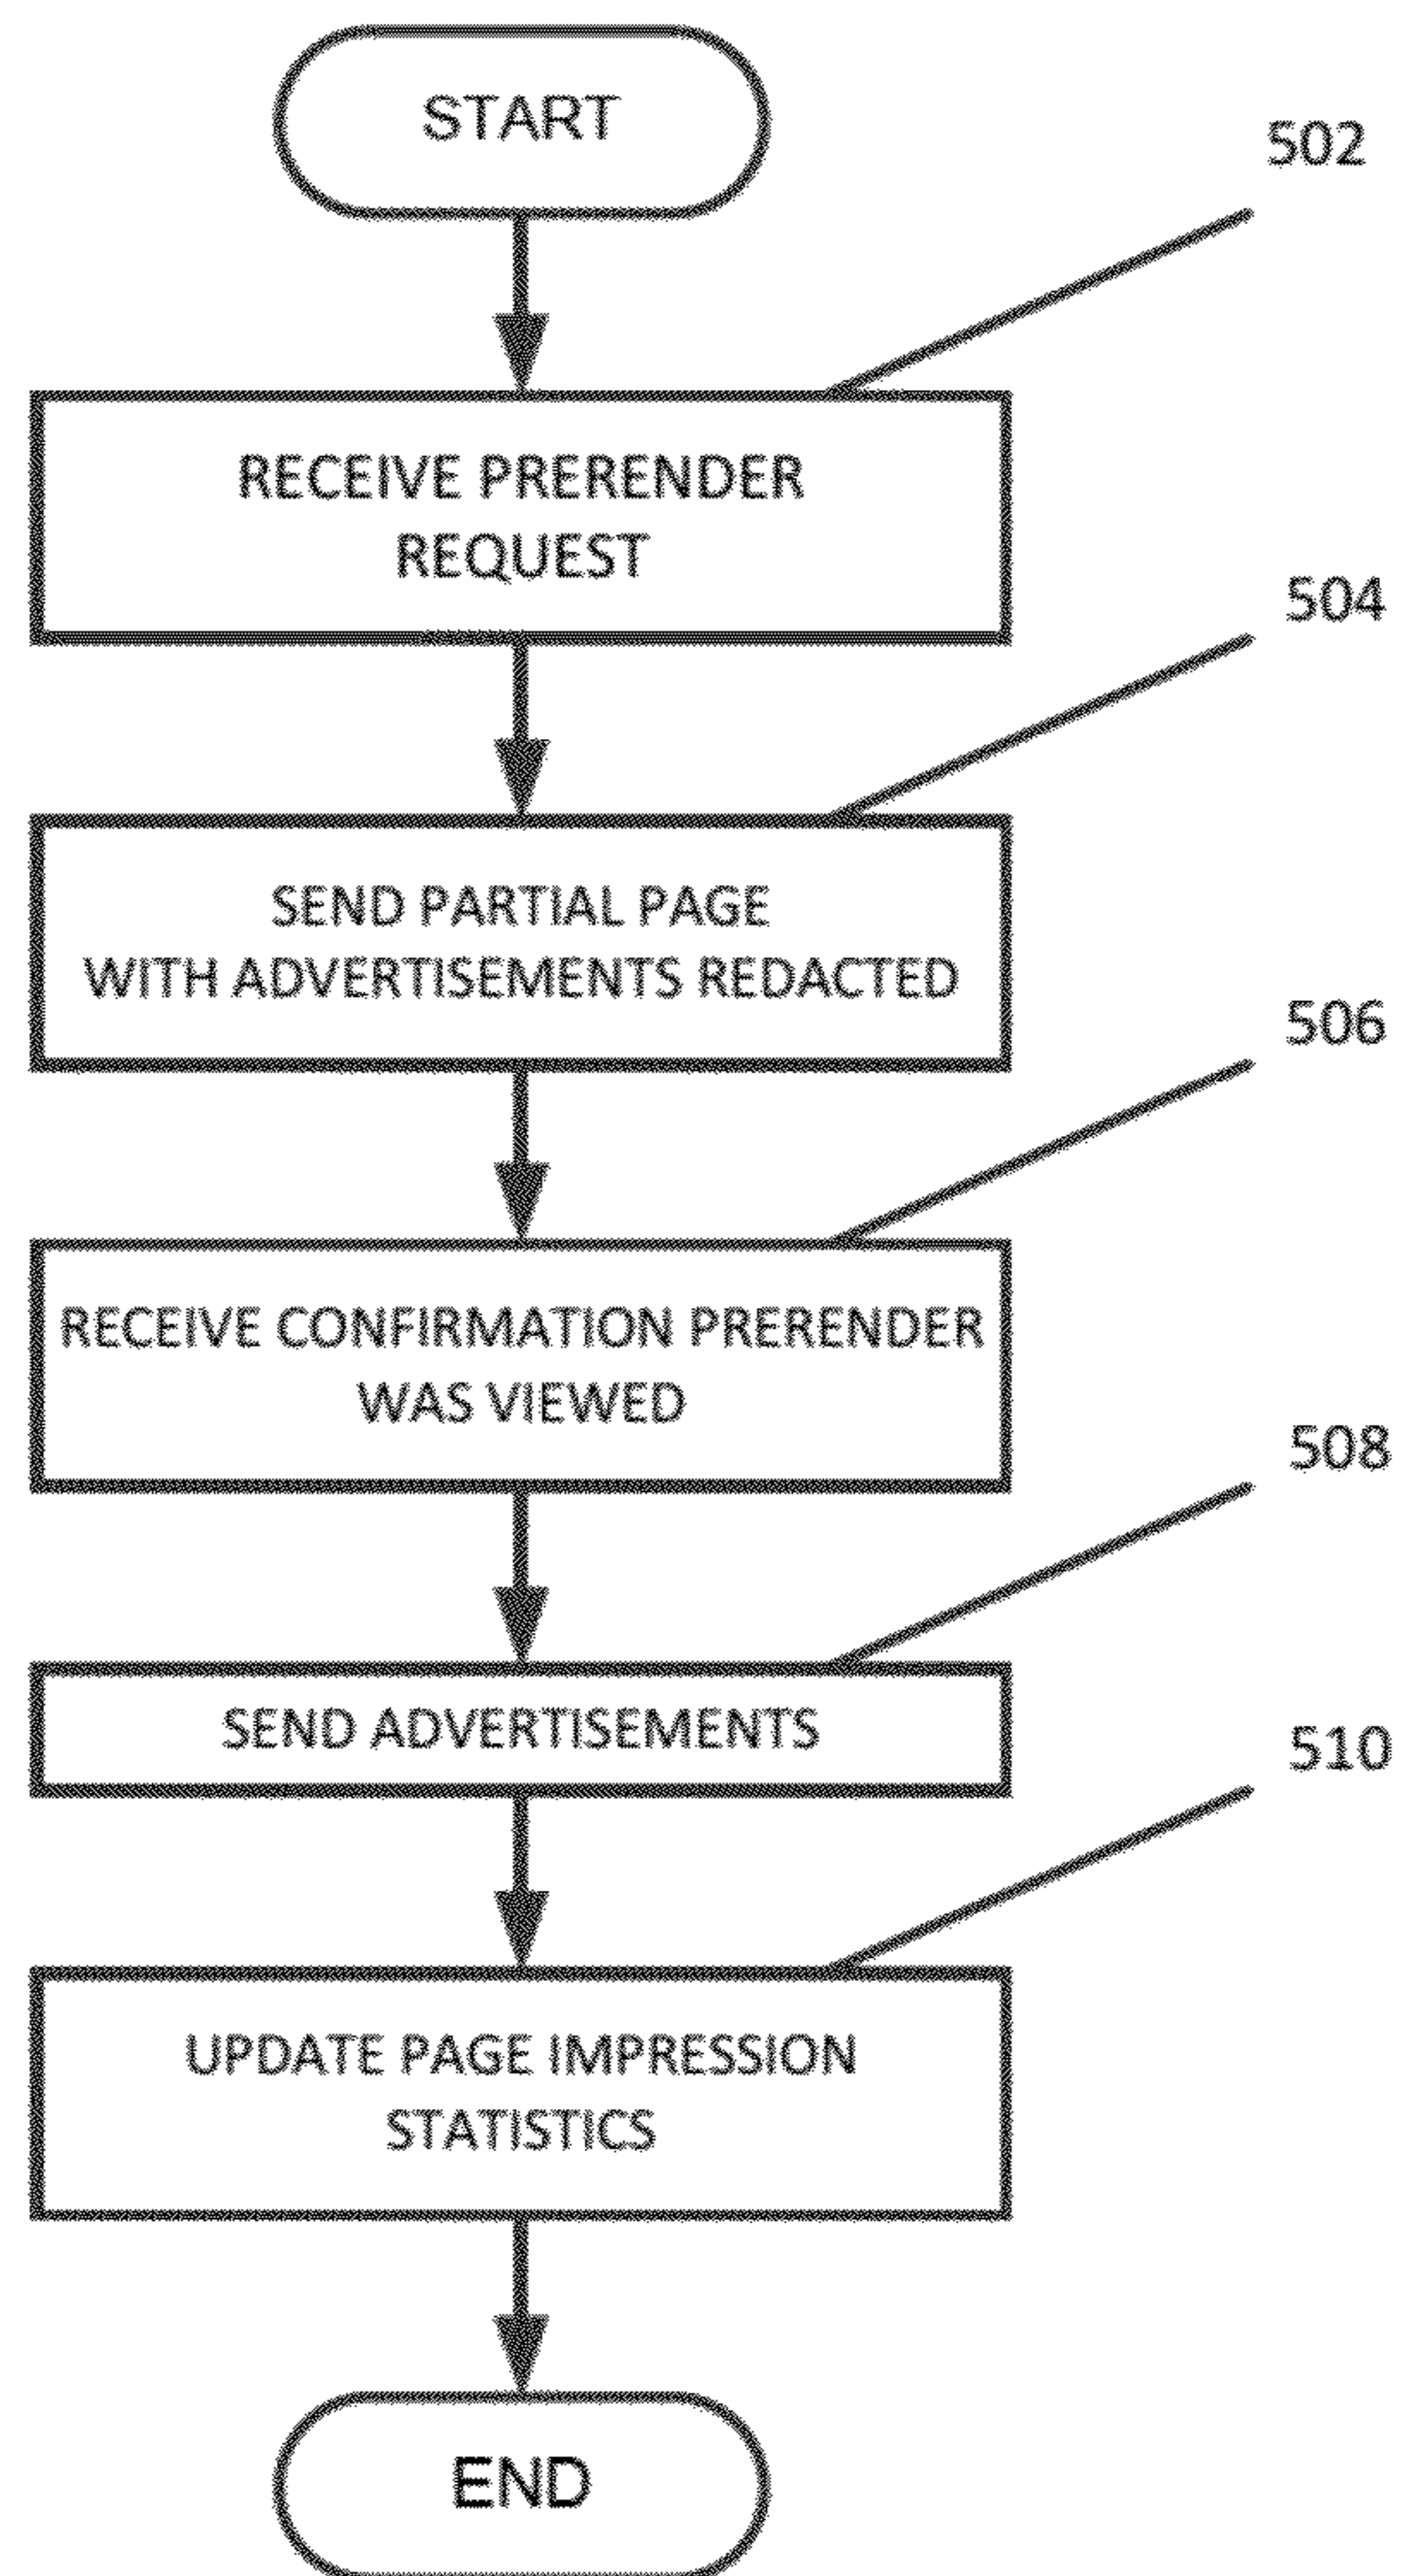 START
502
RECEIVE PRERENDER
REQUEST
504
SEND PARTIAL PAGE
WITH ADVERTISEMENTS REDACTED
506
RECEIVE CONFIRMATION PRERENDER
WAS VIEWED
508
SEND ADVERTISEMENTS
510
UPDATE PAGE IMPRESSION
STATISTICS
END